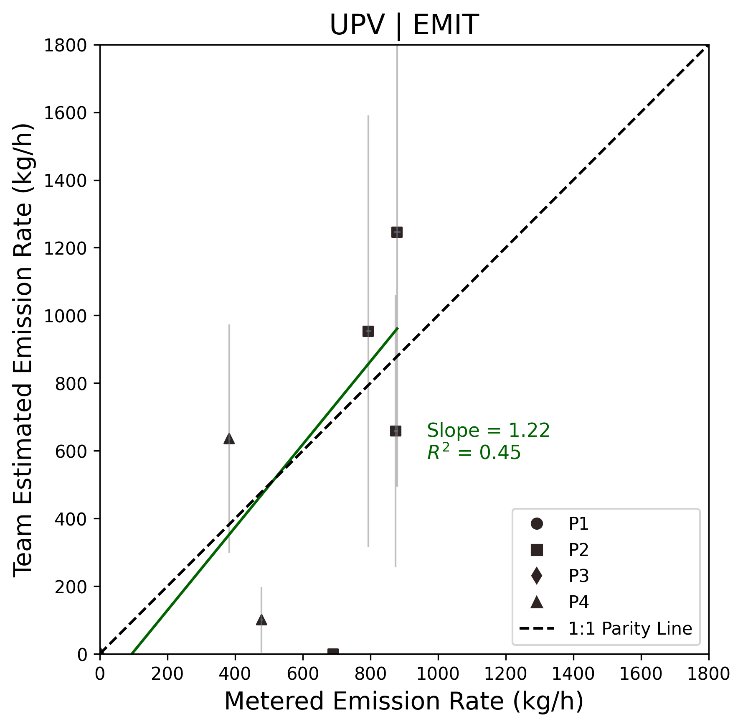 UPV | EMIT
Team Estimated Emission Rate (kg/h)
1800
1600
1400
1200
1000
800
600
400
200
0
Slope = 1.22
R² = 0.45
P1
P2
P3
P4
1:1 Parity Line
0 200 400 600 800 1000 1200 1400 1600 1800
Metered Emission Rate (kg/h)